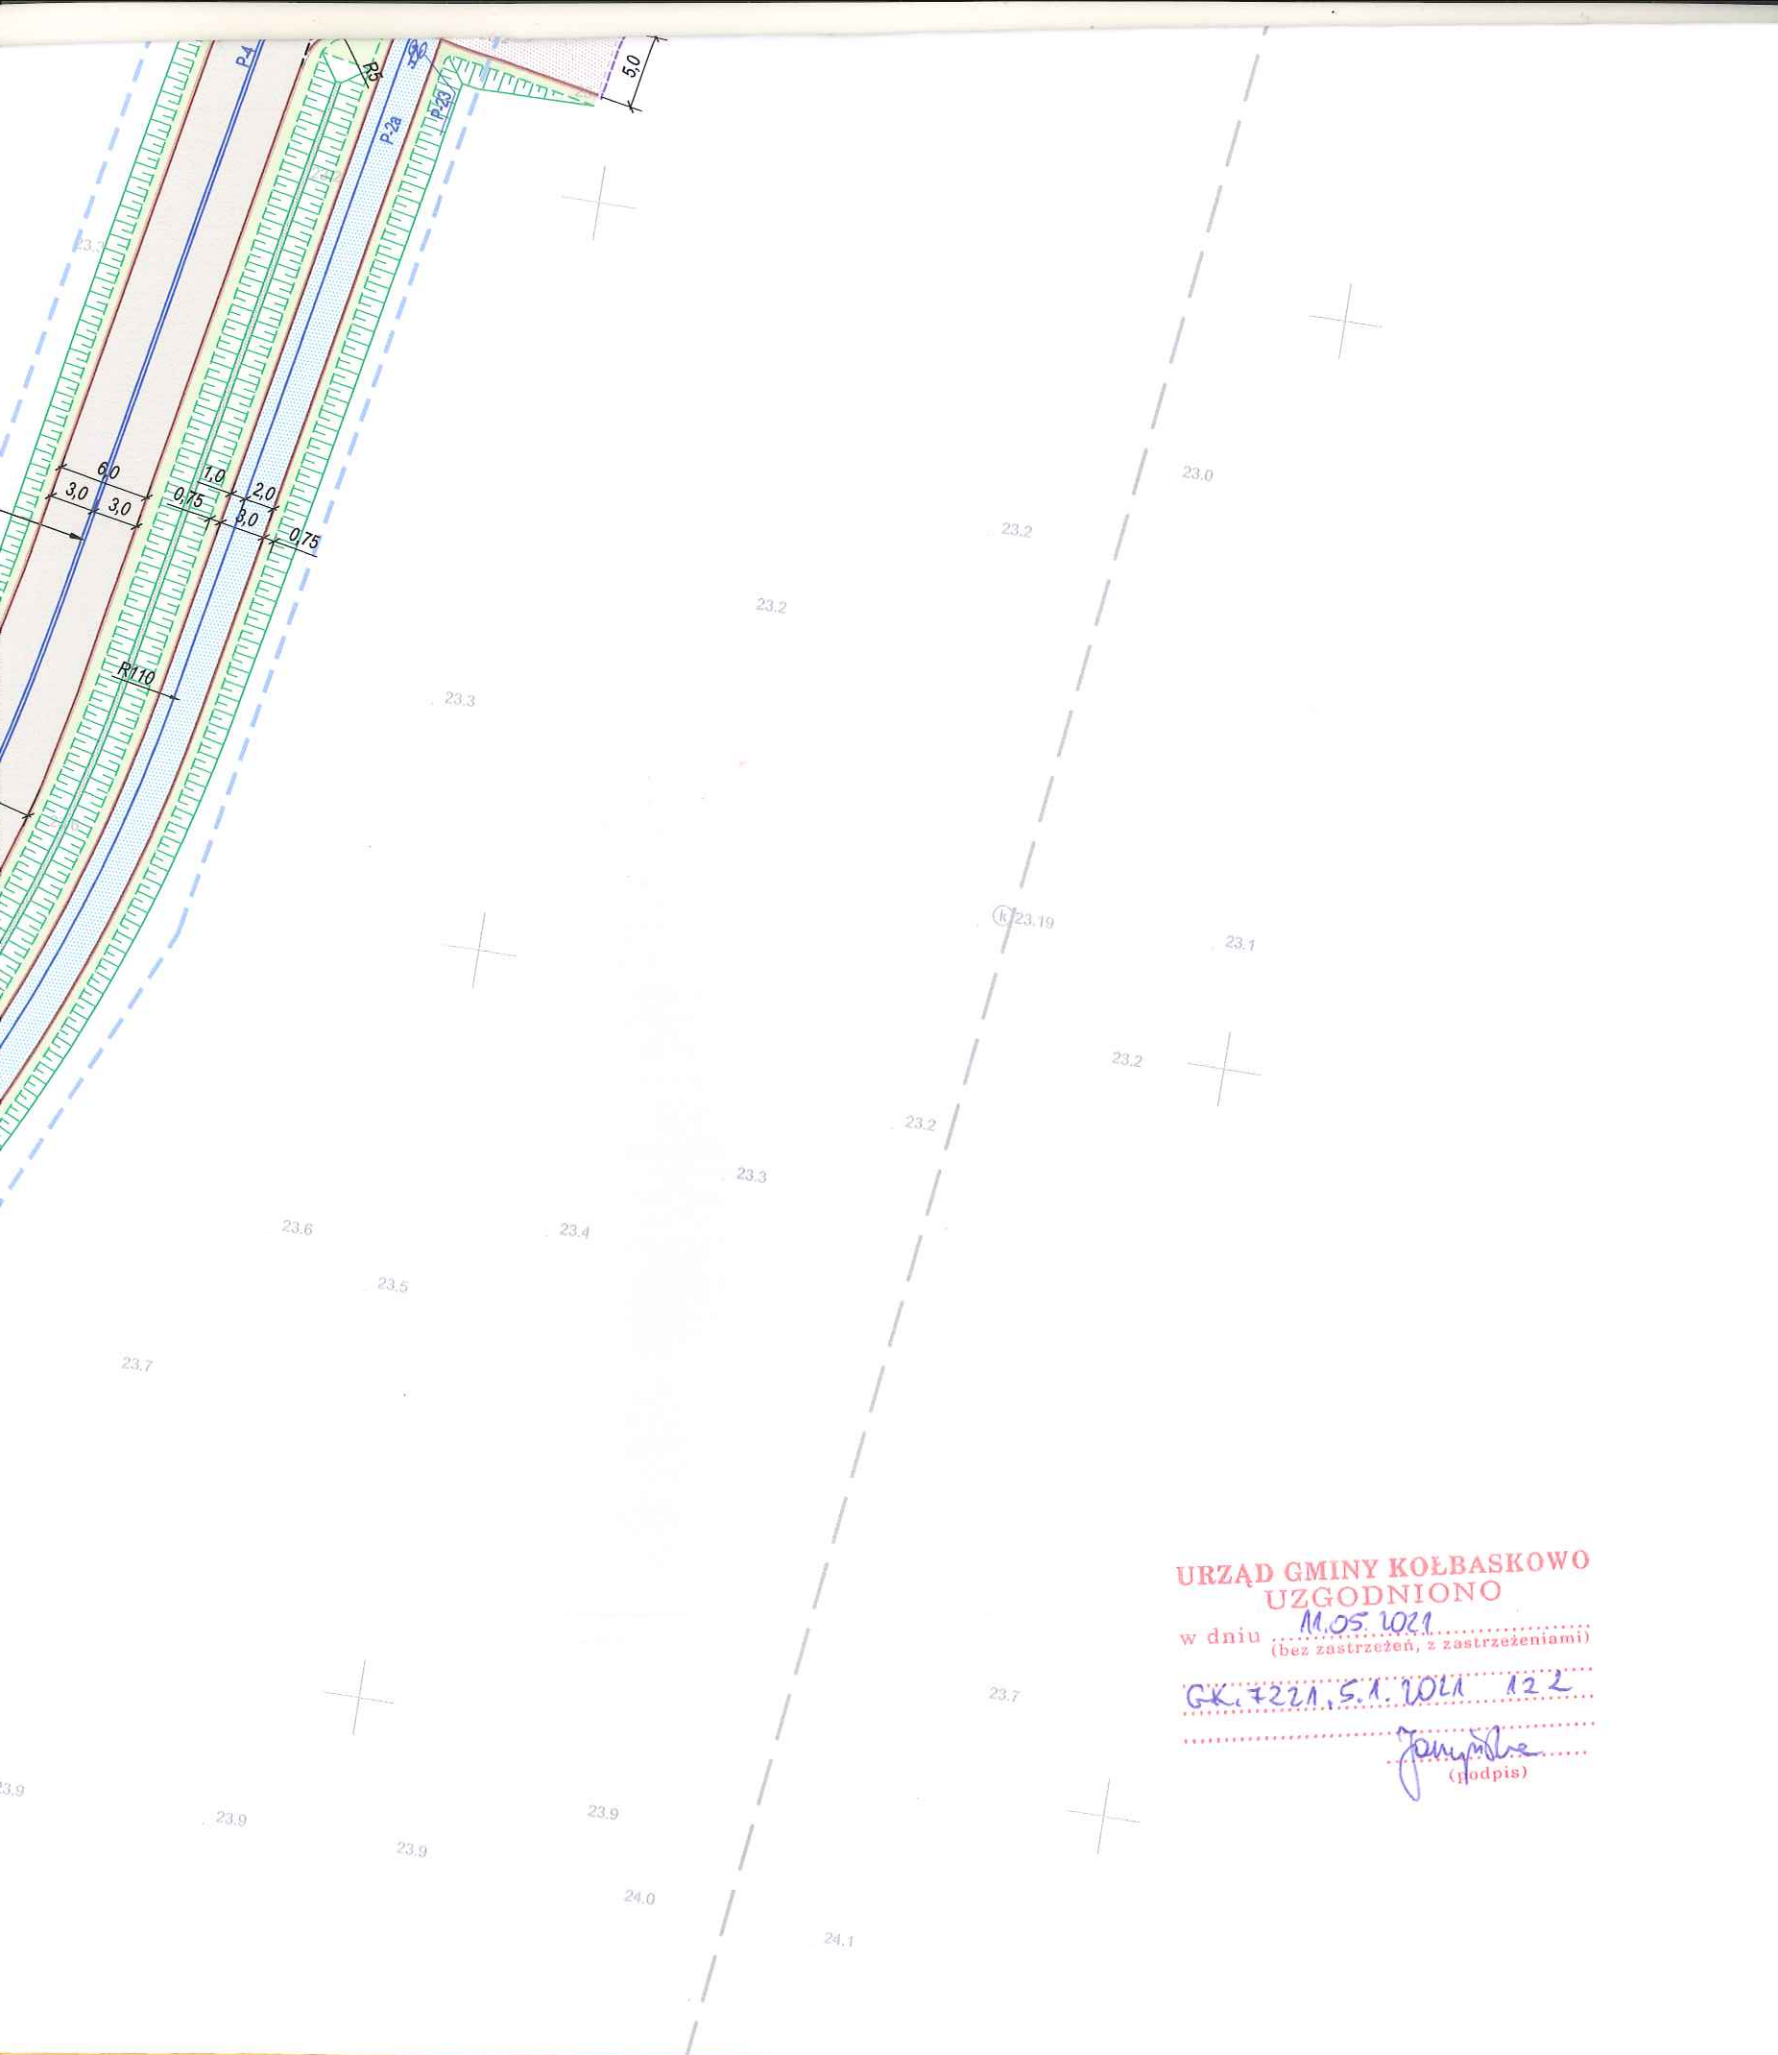 P-4
R5
P-23
5,0
P-2a
23.2
23.3
6,0
3,0
3,0
1,0
0,75
2,0
3,0
0,75
23.0
23.2
23.2
R110
23.3
k 23.19
23.1
23.2
23.2
23.3
23.6
23.4
23.5
23.7
URZĄD GMINY KOŁBASKOWO
UZGODNIONO
w dniu 11.05.2021
(bez zastrzeżeń, z zastrzeżeniami)
GK.7221.5.1.2021 122
(podpis)
23.7
23.9
23.9
23.9
23.9
24.0
24.1